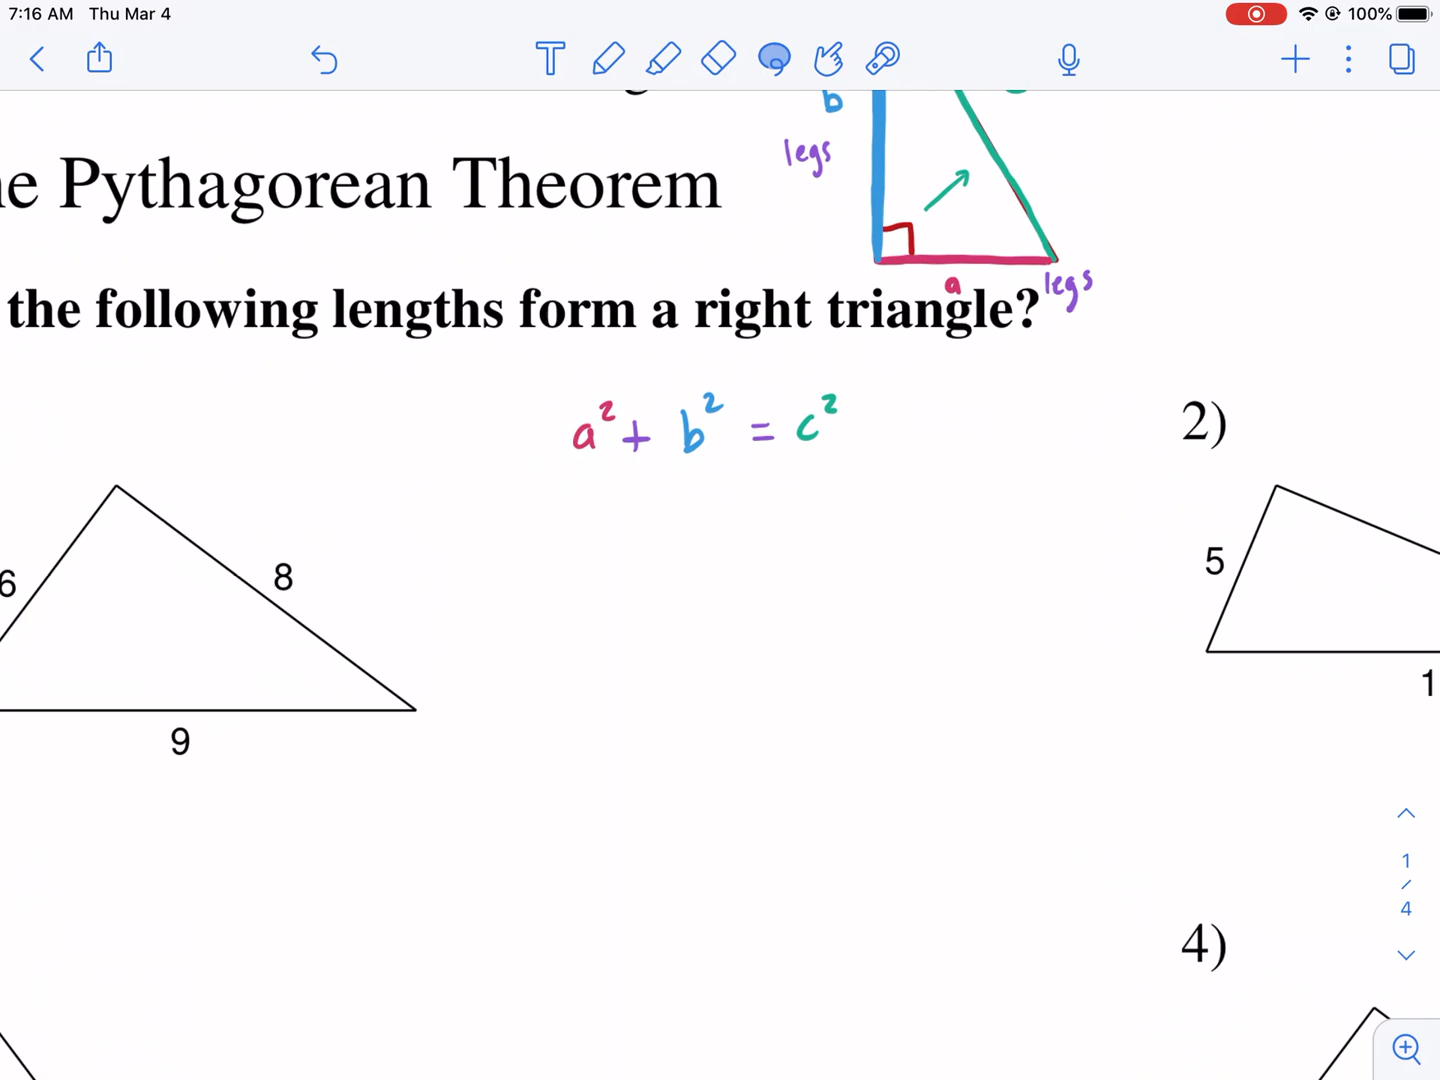 7:16 AM Thu Mar 4
100%
T
b
legs
Pythagorean Theorem
a
legs
the following lengths form a right triangle?
a² + b² = c²
2)
6
8
5
9
1
1
/
4
4)